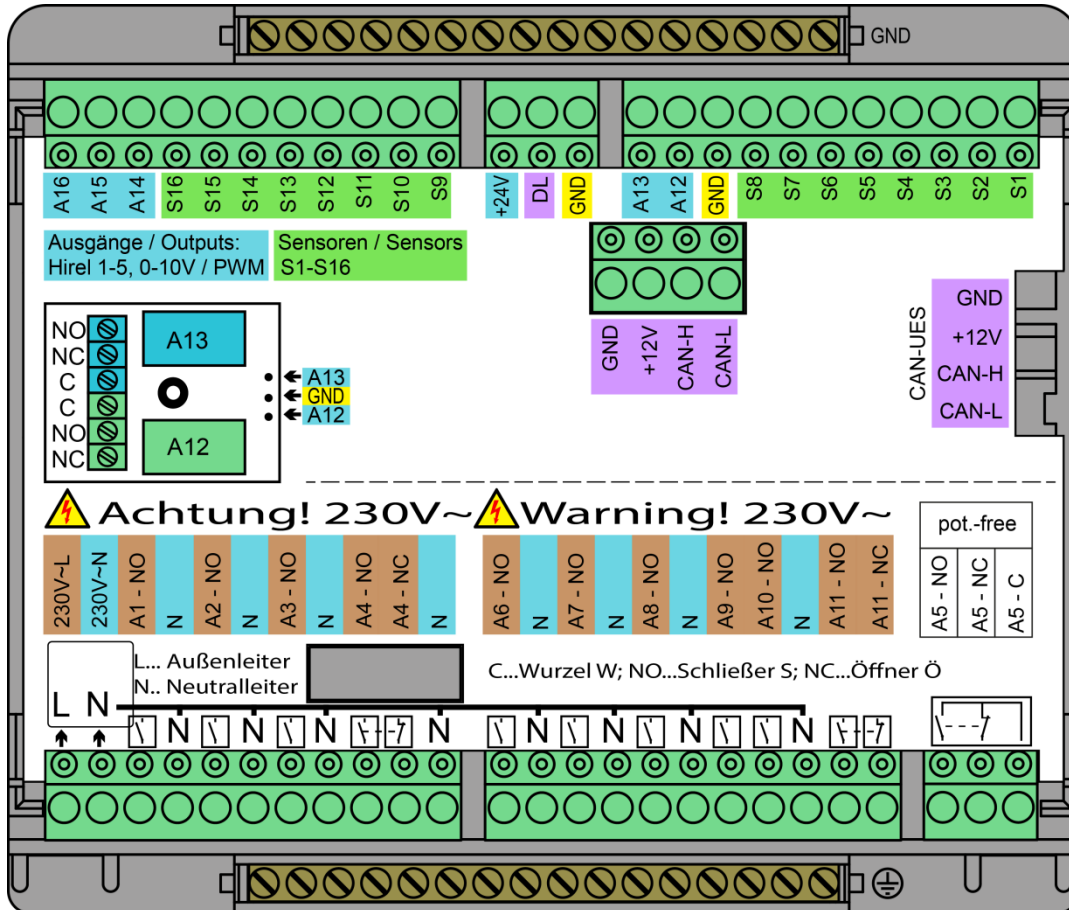 GND
A16 A15 A14 S16 S15 S14 S13 S12 S11 S10 S9 +24V DL GND A13 A12 GND S8 S7 S6 S5 S4 S3 S2 S1
Ausgänge / Outputs:
Hirel 1-5, 0-10V / PWM
Sensoren / Sensors
S1-S16
GND +12V CAN-H CAN-L
CAN-UES
GND
+12V
CAN-H
CAN-L
NO
NC
C
C
NO
NC
A13
A12
A13
GND
A12
Achtung! 230V~
Warning! 230V~
pot.-free
230V~L 230V~N A1 - NO N A2 - NO N A3 - NO N A4 - NO A4 - NC N A6 - NO N A7 - NO N A8 - NO N A9 - NO A10 - NO N A11 - NO A11 - NC A5 - NO A5 - NC A5 - C
L... Außenleiter
N.. Neutralleiter
C...Wurzel W; NO...Schließer S; NC...Öffner Ö
L N N N N N N N N